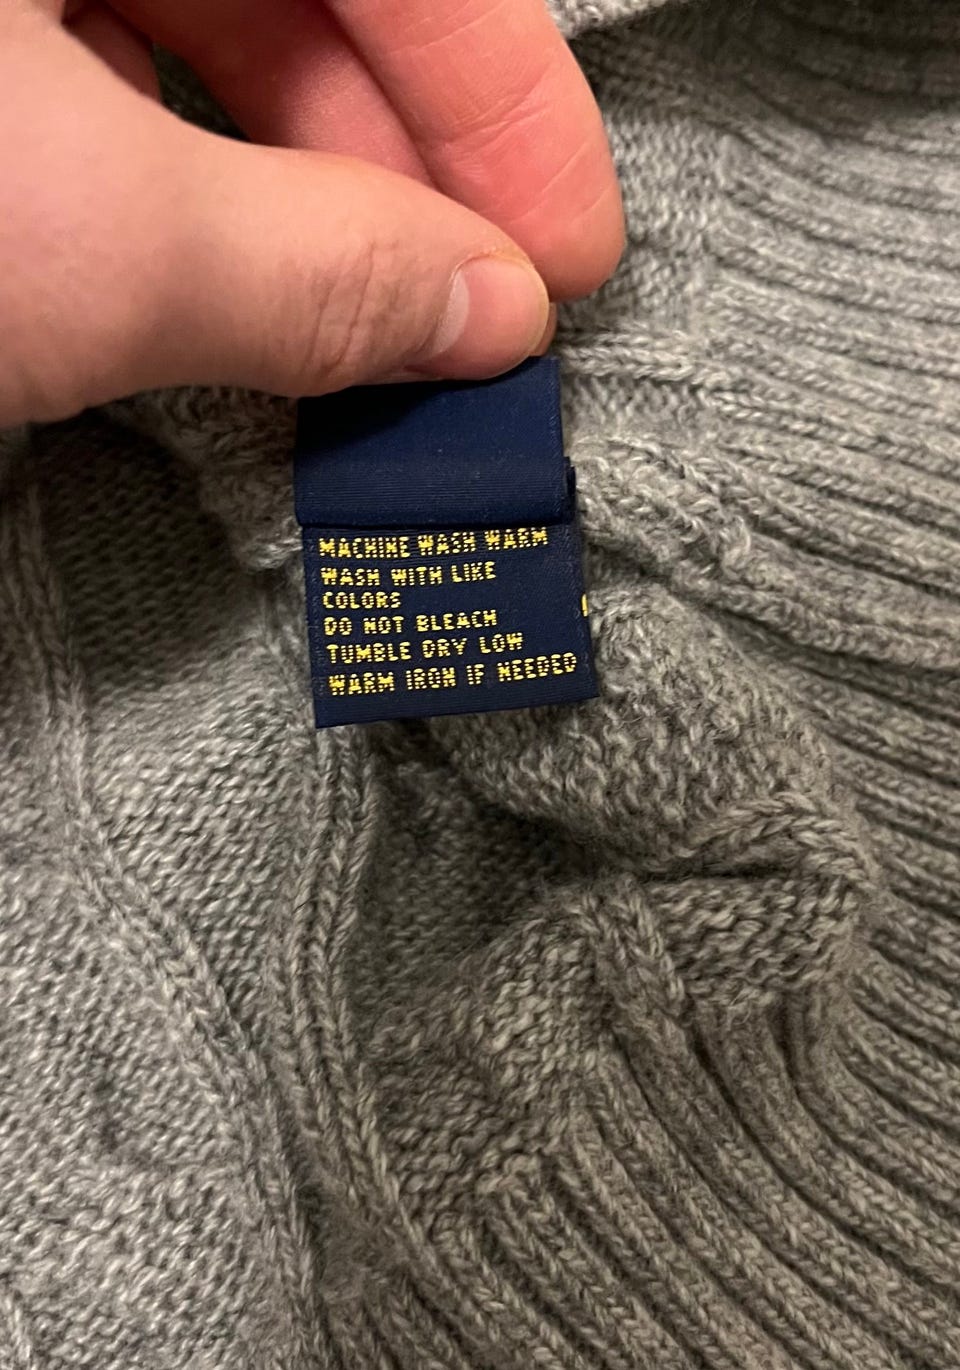 MACHINE WASH WARM
WASH WITH LIKE
COLORS
DO NOT BLEACH
TUMBLE DRY LOW
WARM IRON IF NEEDED